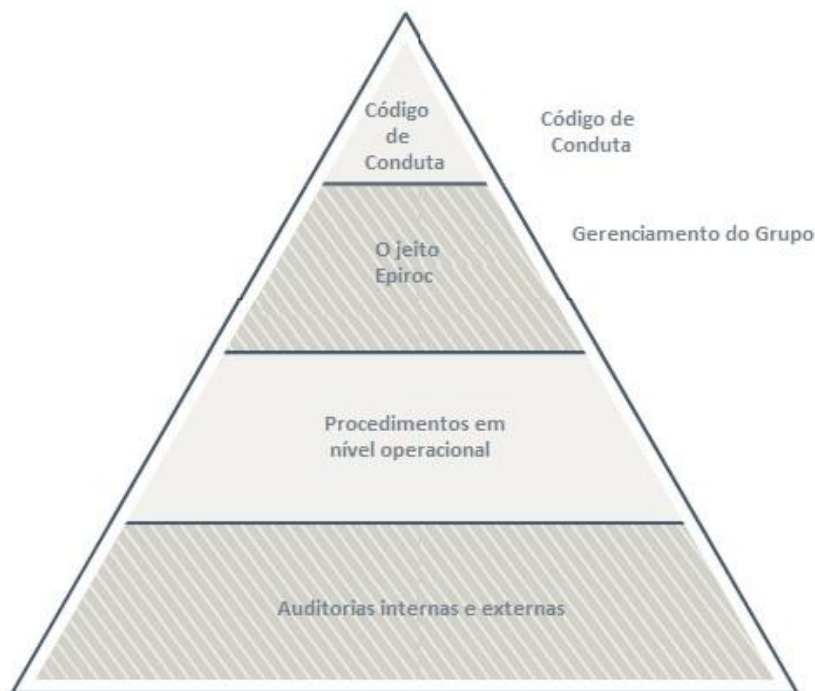 Código
de
Conduta
Código de
Conduta
O jeito
Epiroc
Gerenciamento do Grupo
Procedimentos em
nível operacional
Auditorias internas e externas